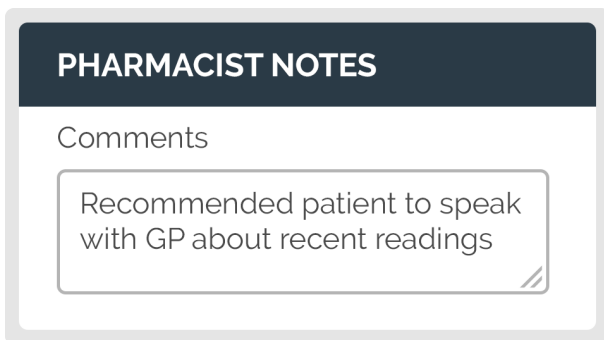 PHARMACIST NOTES
Comments
Recommended patient to speak
with GP about recent readings